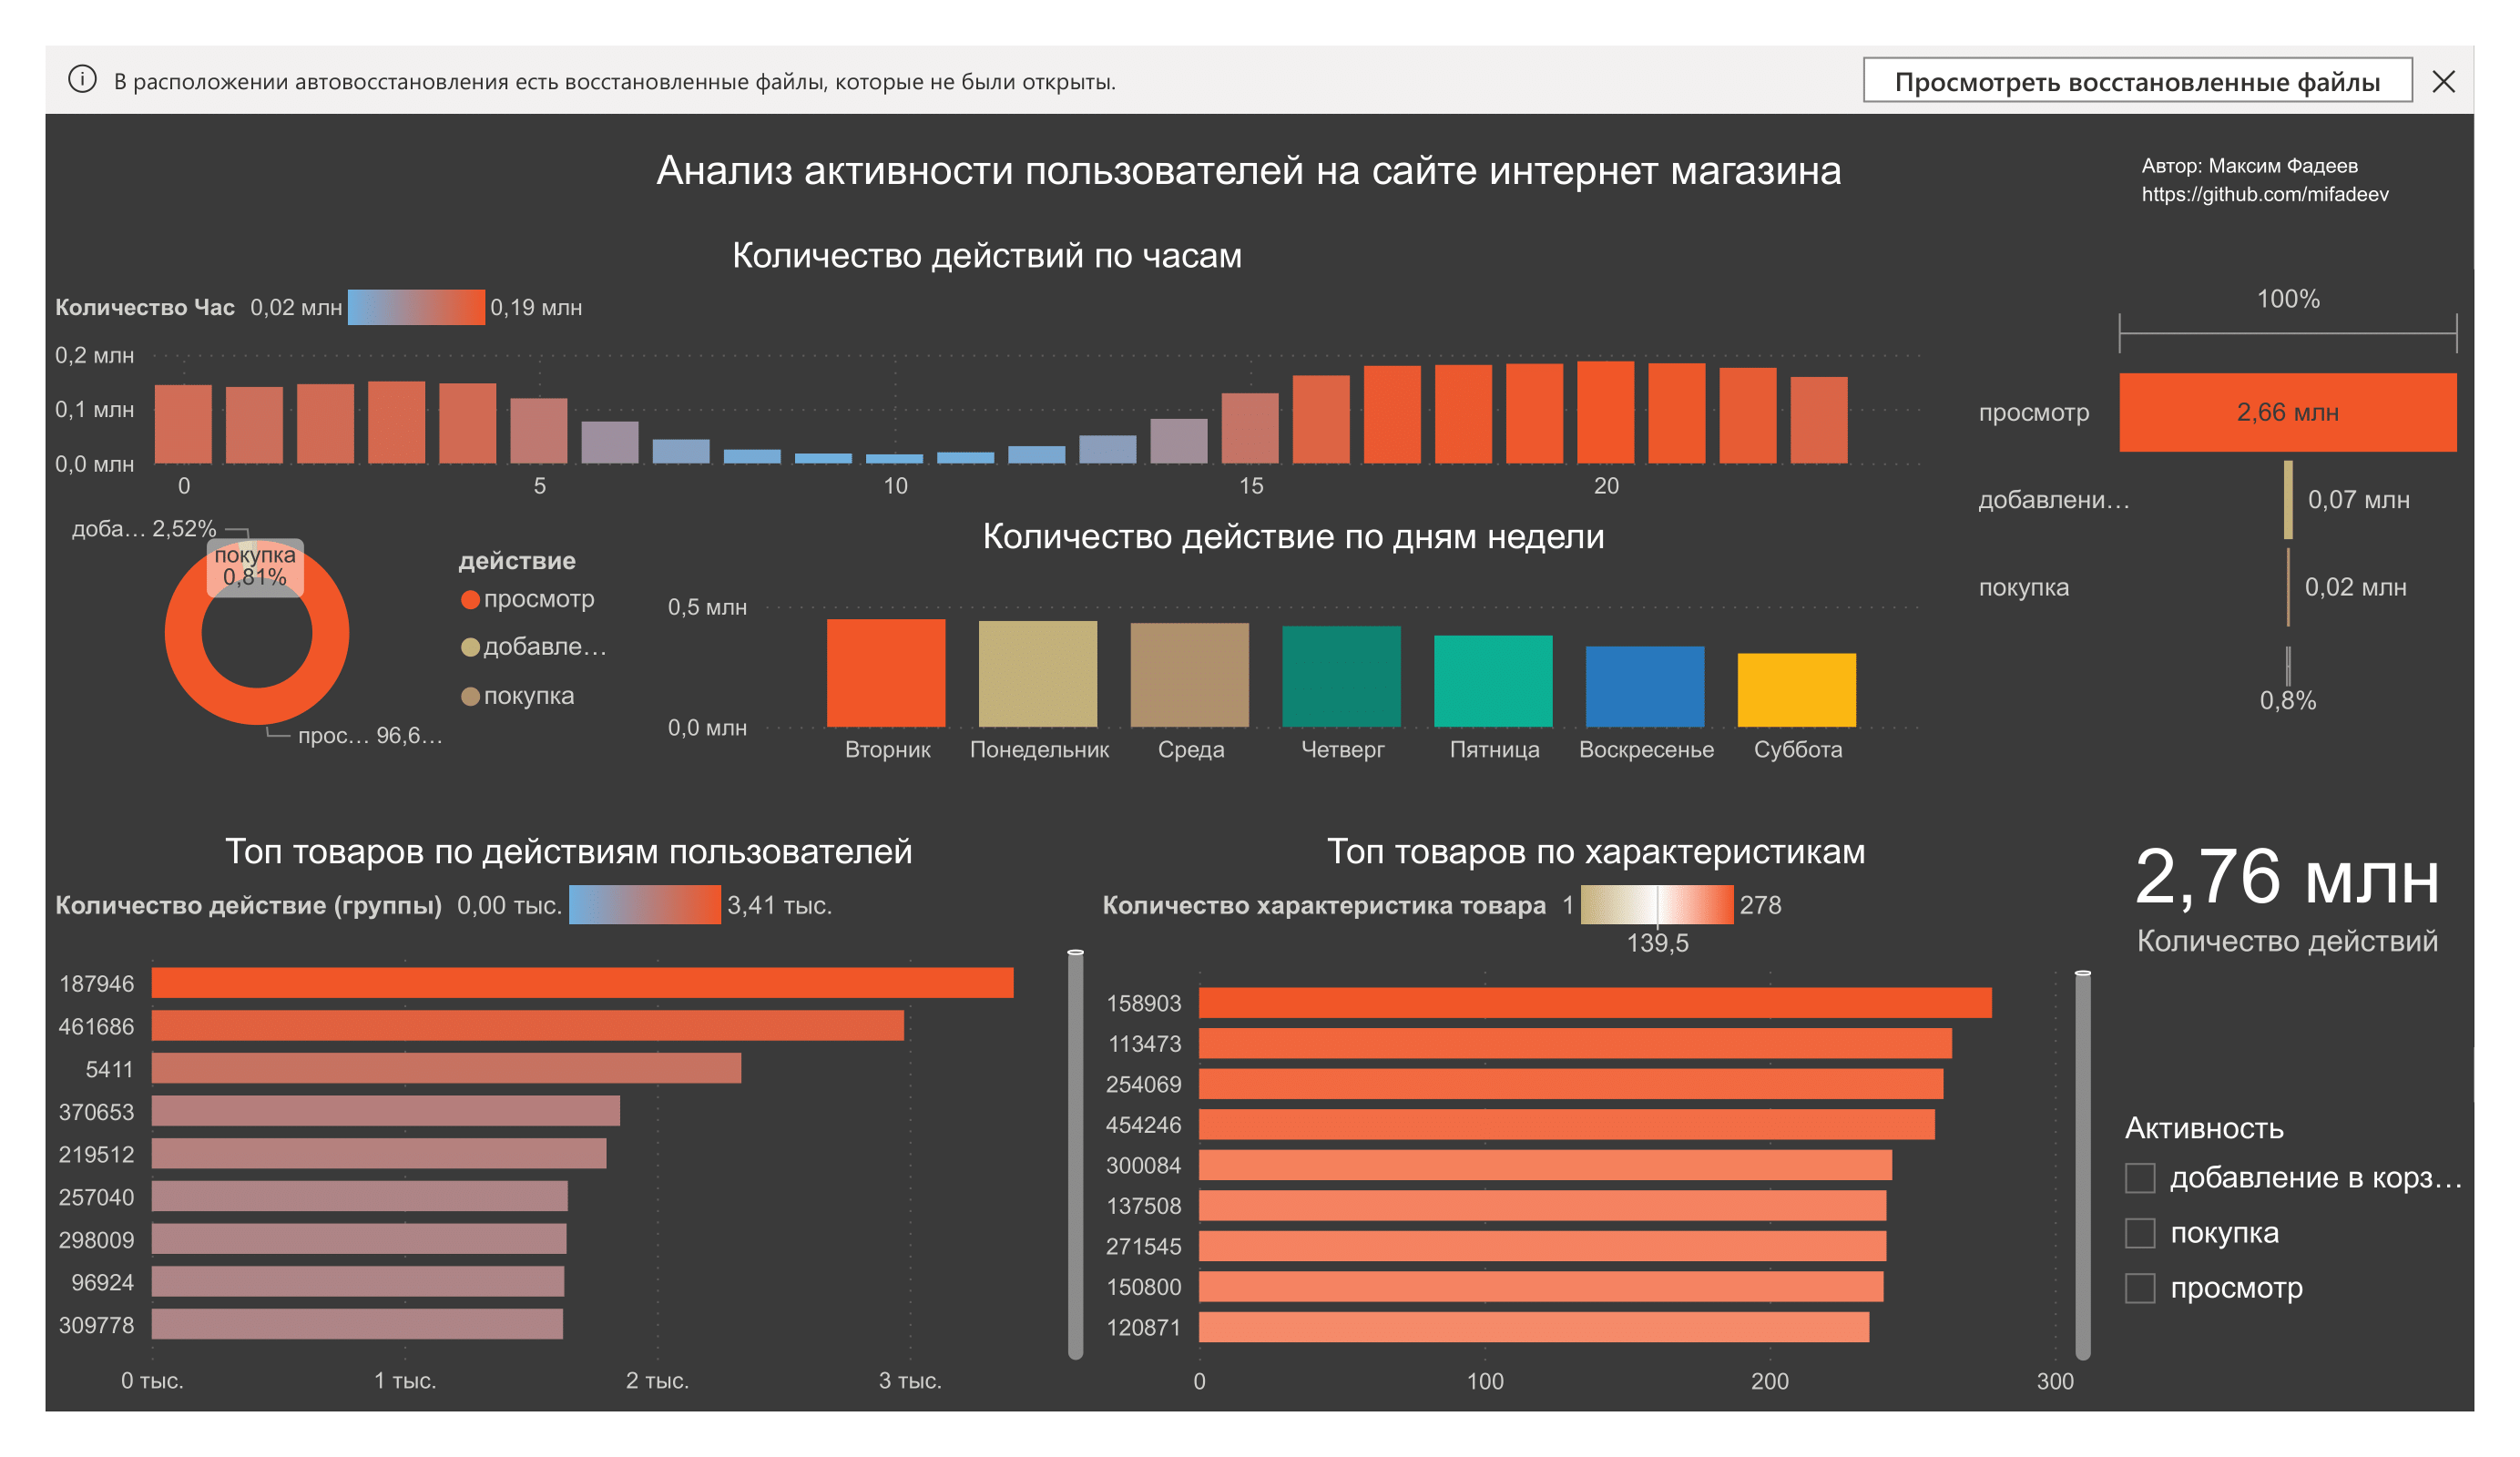 В расположении автовосстановления есть восстановленные файлы, которые не были открыты.
Просмотреть восстановленные файлы
Анализ активности пользователей на сайте интернет магазина
Автор: Максим Фадеев
https://github.com/mifadeev
Количество действий по часам
Количество Час 0,02 млн 0,19 млн
0,2 млн
0,1 млн
0,0 млн
0 5 10 15 20
100%
просмотр 2,66 млн
добавлени… 0,07 млн
покупка 0,02 млн
0,8%
доба… 2,52%
покупка
0,81%
прос… 96,6…
действие
просмотр
добавле…
покупка
Количество действие по дням недели
0,5 млн
0,0 млн
Вторник Понедельник Среда Четверг Пятница Воскресенье Суббота
Топ товаров по действиям пользователей
Количество действие (группы) 0,00 тыс. 3,41 тыс.
187946
461686
5411
370653
219512
257040
298009
96924
309778
0 тыс. 1 тыс. 2 тыс. 3 тыс.
Топ товаров по характеристикам
Количество характеристика товара 1 278
139,5
158903
113473
254069
454246
300084
137508
271545
150800
120871
0 100 200 300
2,76 млн
Количество действий
Активность
добавление в корз…
покупка
просмотр